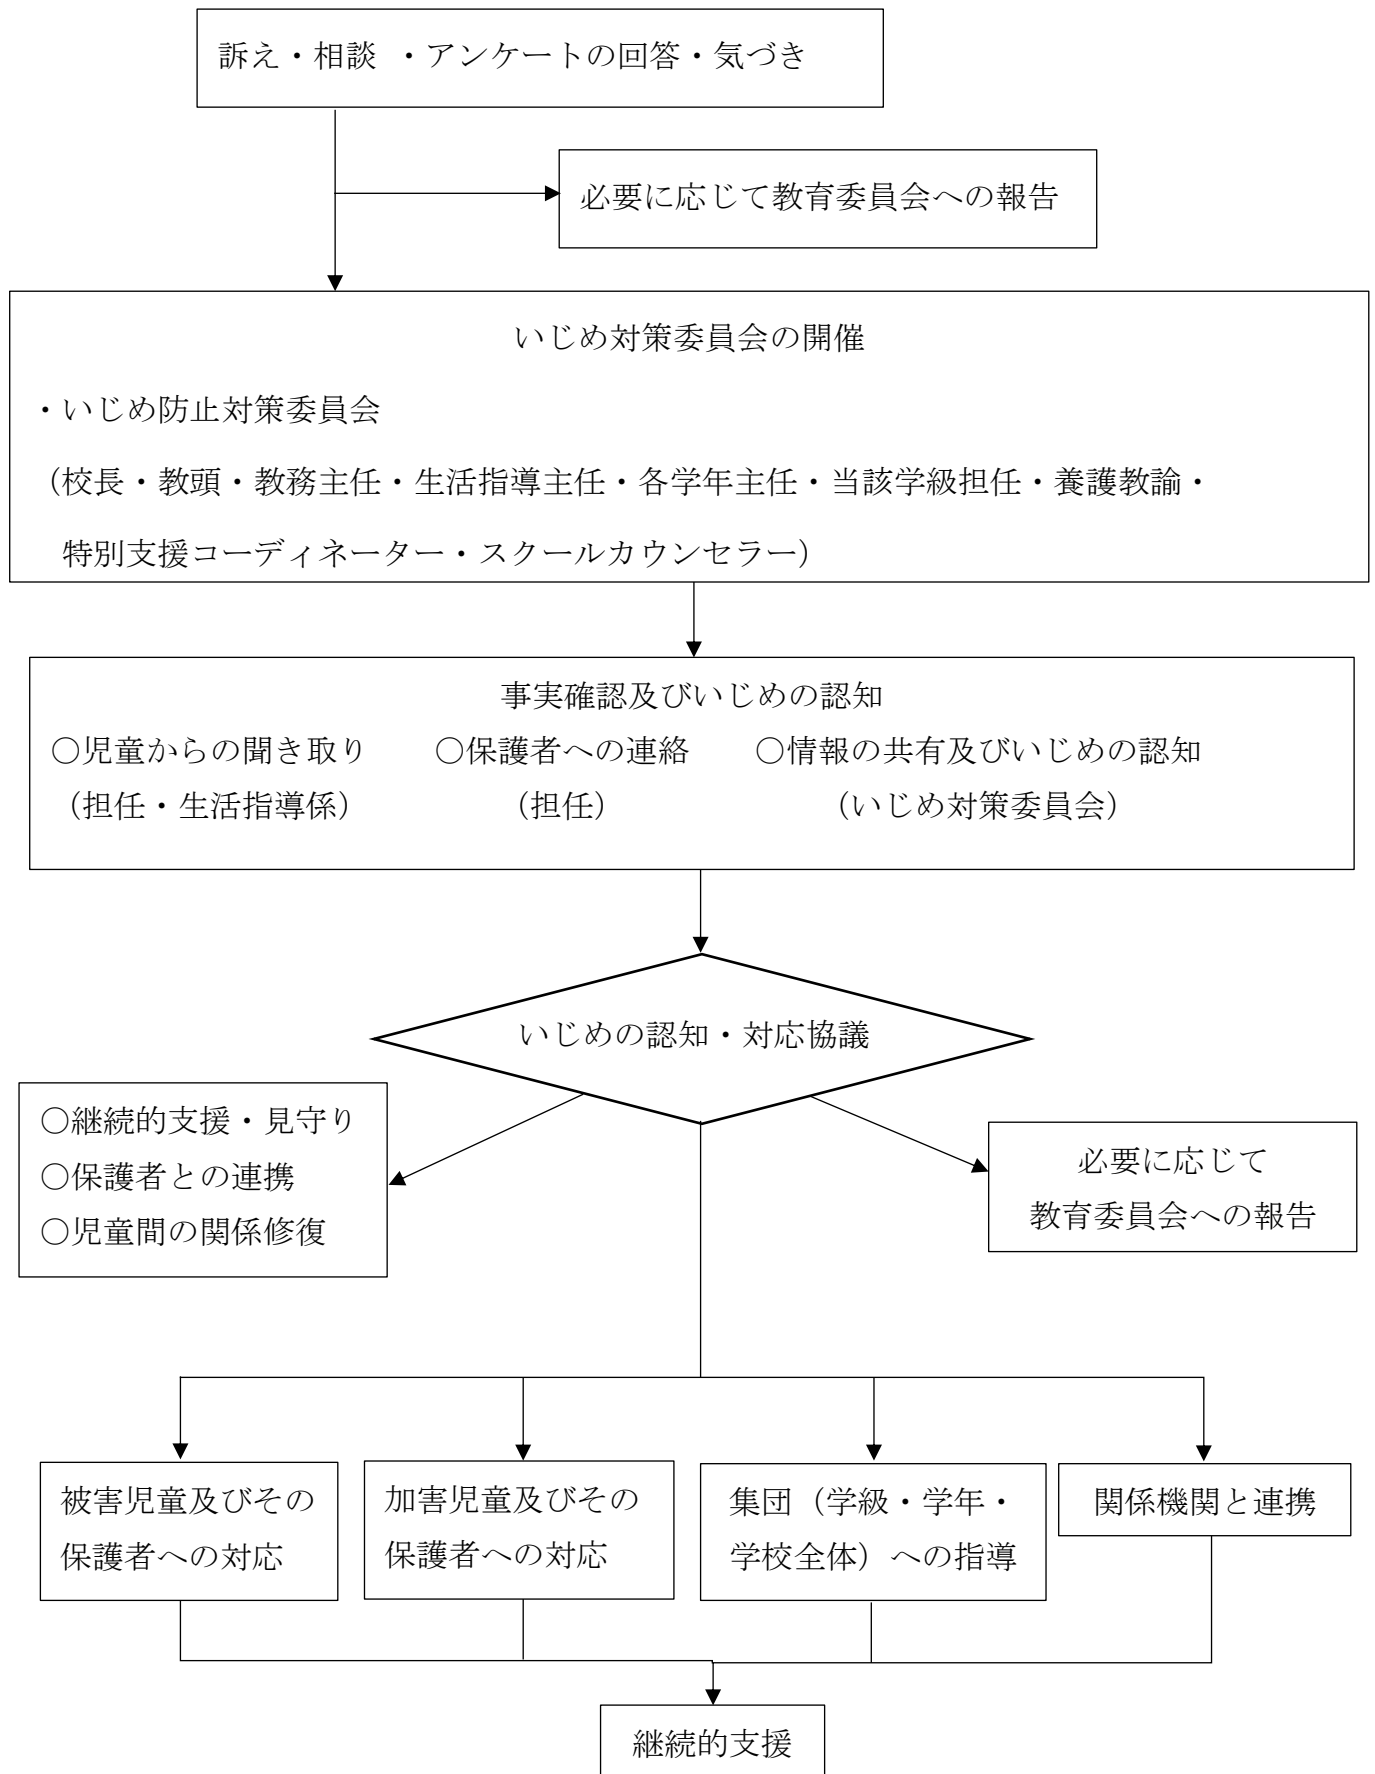 訴え・相談 ・アンケートの回答・気づき
必要に応じて教育委員会への報告
いじめ対策委員会の開催
・いじめ防止対策委員会
（校長・教頭・教務主任・生活指導主任・各学年主任・当該学級担任・養護教諭・
特別支援コーディネーター・スクールカウンセラー）
事実確認及びいじめの認知
〇児童からの聞き取り 〇保護者への連絡 〇情報の共有及びいじめの認知
（担任・生活指導係） （担任） （いじめ対策委員会）
いじめの認知・対応協議
〇継続的支援・見守り
〇保護者との連携
〇児童間の関係修復
必要に応じて
教育委員会への報告
被害児童及びその
保護者への対応
加害児童及びその
保護者への対応
集団（学級・学年・
学校全体）への指導
関係機関と連携
継続的支援